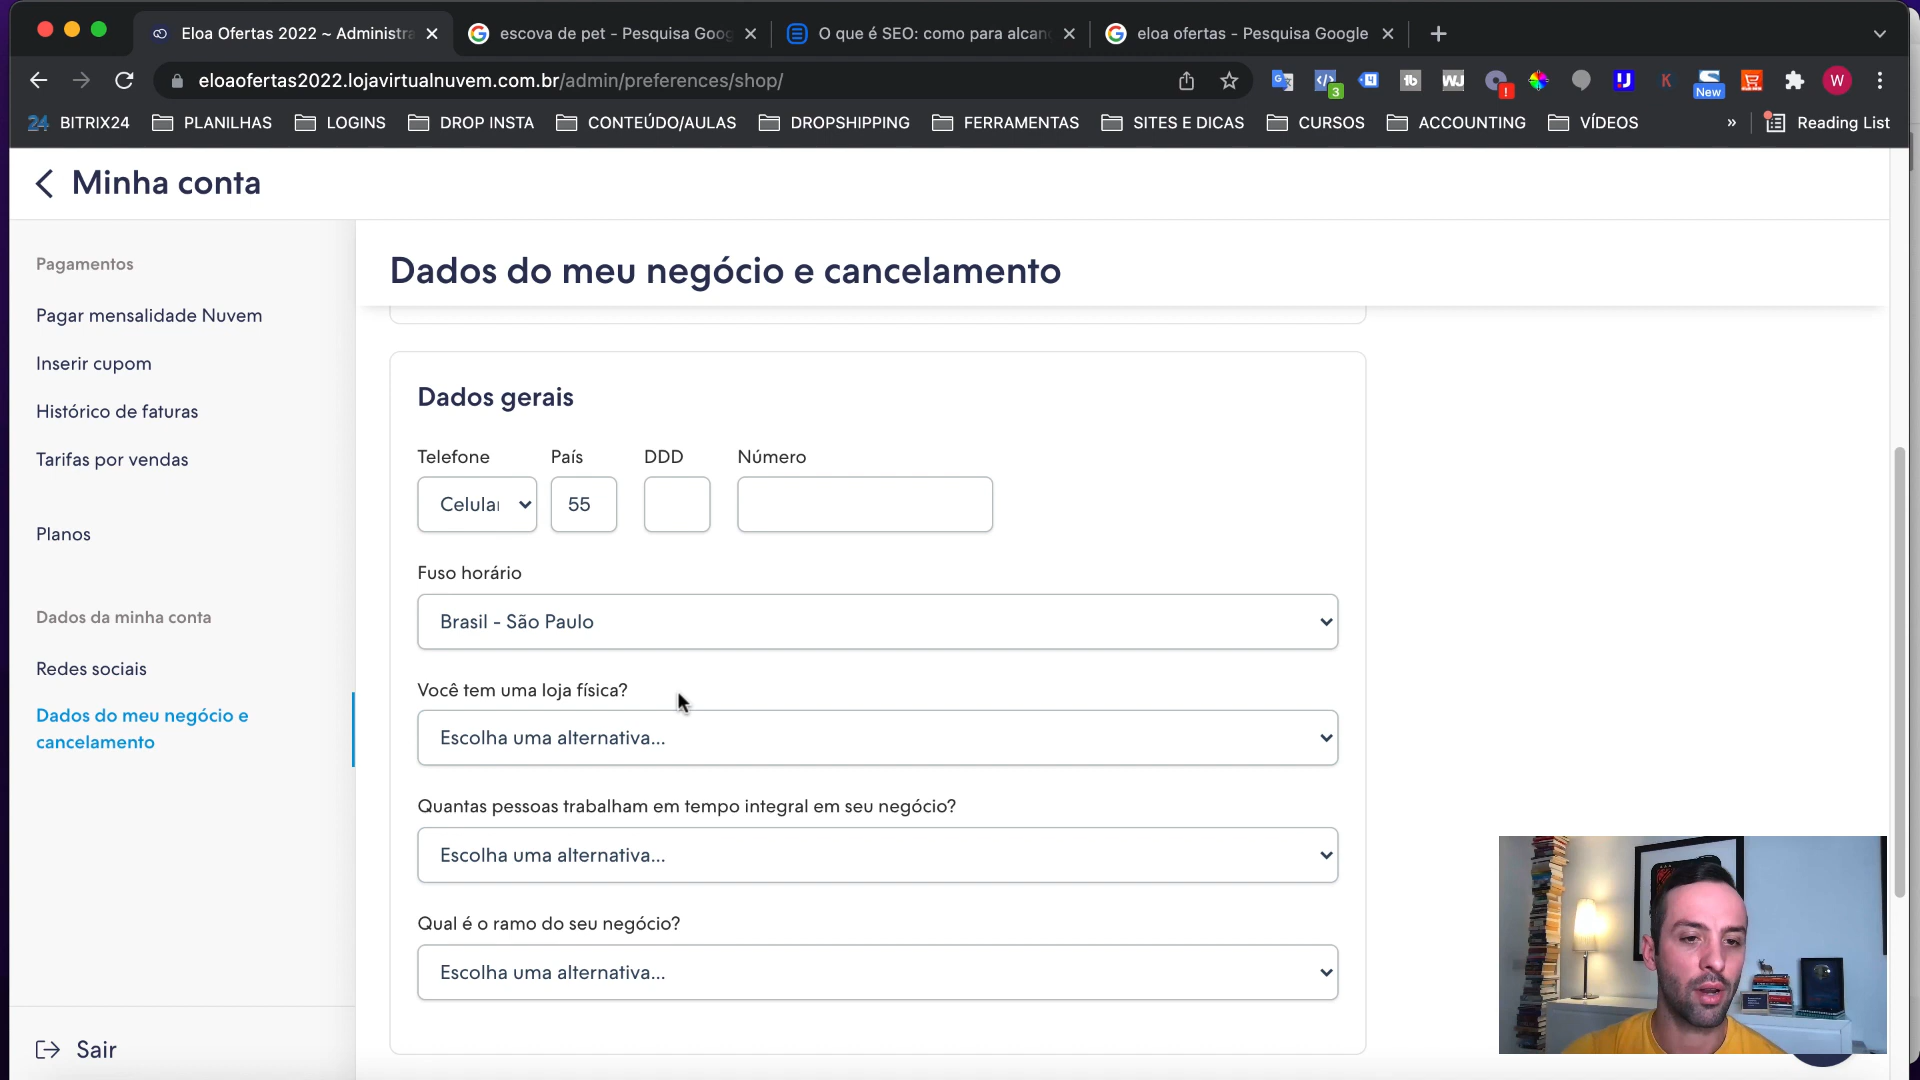 Eloa Ofertas 2022 ~ Administra
escova de pet - Pesquisa Goog
O que é SEO: como para alcan
eloa ofertas - Pesquisa Google
eloaofertas2022.lojavirtualnuvem.com.br/admin/preferences/shop/
3
New
W
24 BITRIX24
PLANILHAS
LOGINS
DROP INSTA
CONTEÚDO/AULAS
DROPSHIPPING
FERRAMENTAS
SITES E DICAS
CURSOS
ACCOUNTING
VÍDEOS
»
Reading List
Minha conta
Pagamentos
Pagar mensalidade Nuvem
Inserir cupom
Histórico de faturas
Tarifas por vendas
Planos
Dados da minha conta
Redes sociais
Dados do meu negócio e
cancelamento
Sair
Dados do meu negócio e cancelamento
Dados gerais
Telefone País DDD Número
Celular 55
Fuso horário
Brasil - São Paulo
Você tem uma loja física?
Escolha uma alternativa...
Quantas pessoas trabalham em tempo integral em seu negócio?
Escolha uma alternativa...
Qual é o ramo do seu negócio?
Escolha uma alternativa...